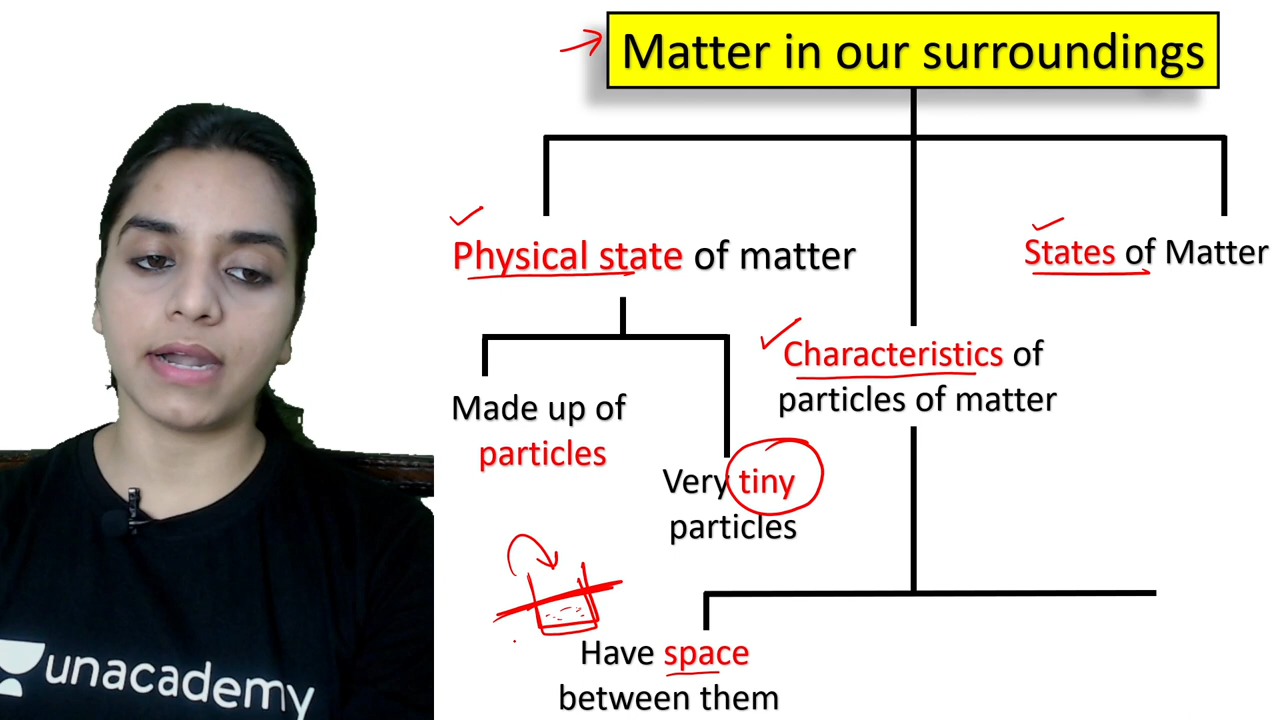 Matter in our surroundings
Physical state of matter
States of Matter
Characteristics of
particles of matter
Made up of
particles
Very tiny
particles
Have space
between them
unacademy